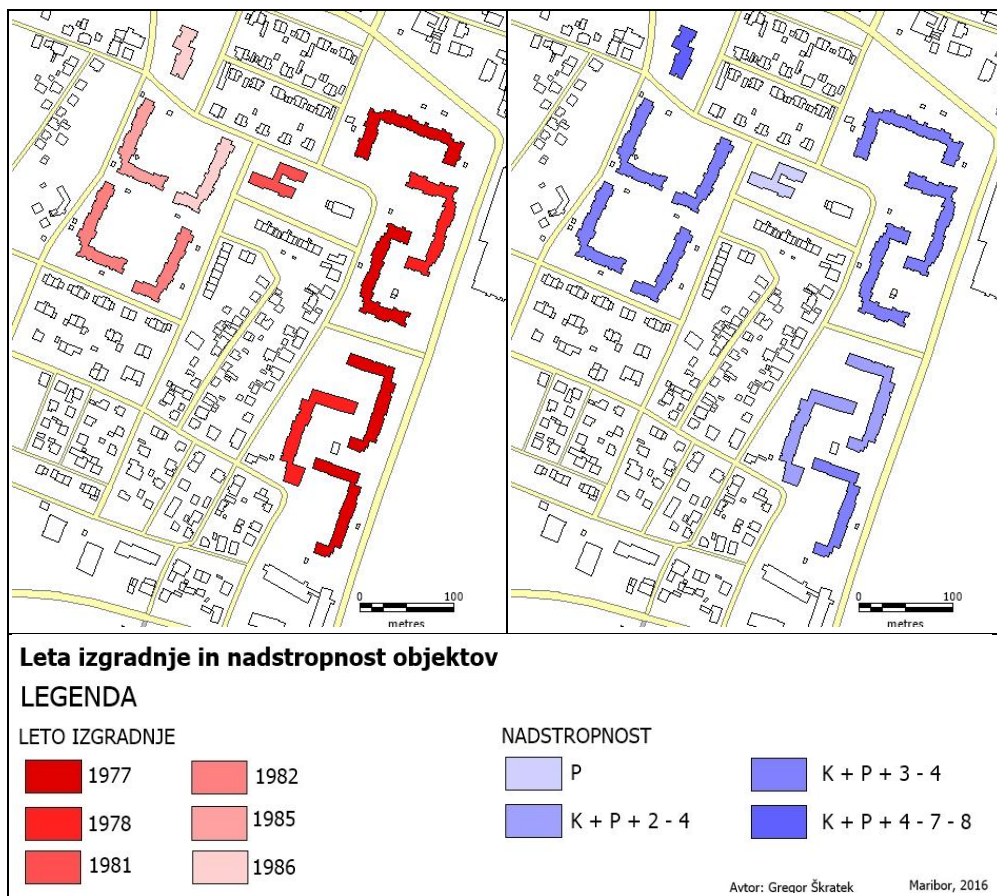 0 100
metres
0 100
metres
Leta izgradnje in nadstropnost objektov
LEGENDA
LETO IZGRADNJE
1977
1978
1981
1982
1985
1986
NADSTROPNOST
P
K + P + 2 - 4
K + P + 3 - 4
K + P + 4 - 7 - 8
Avtor: Gregor Škratek Maribor, 2016